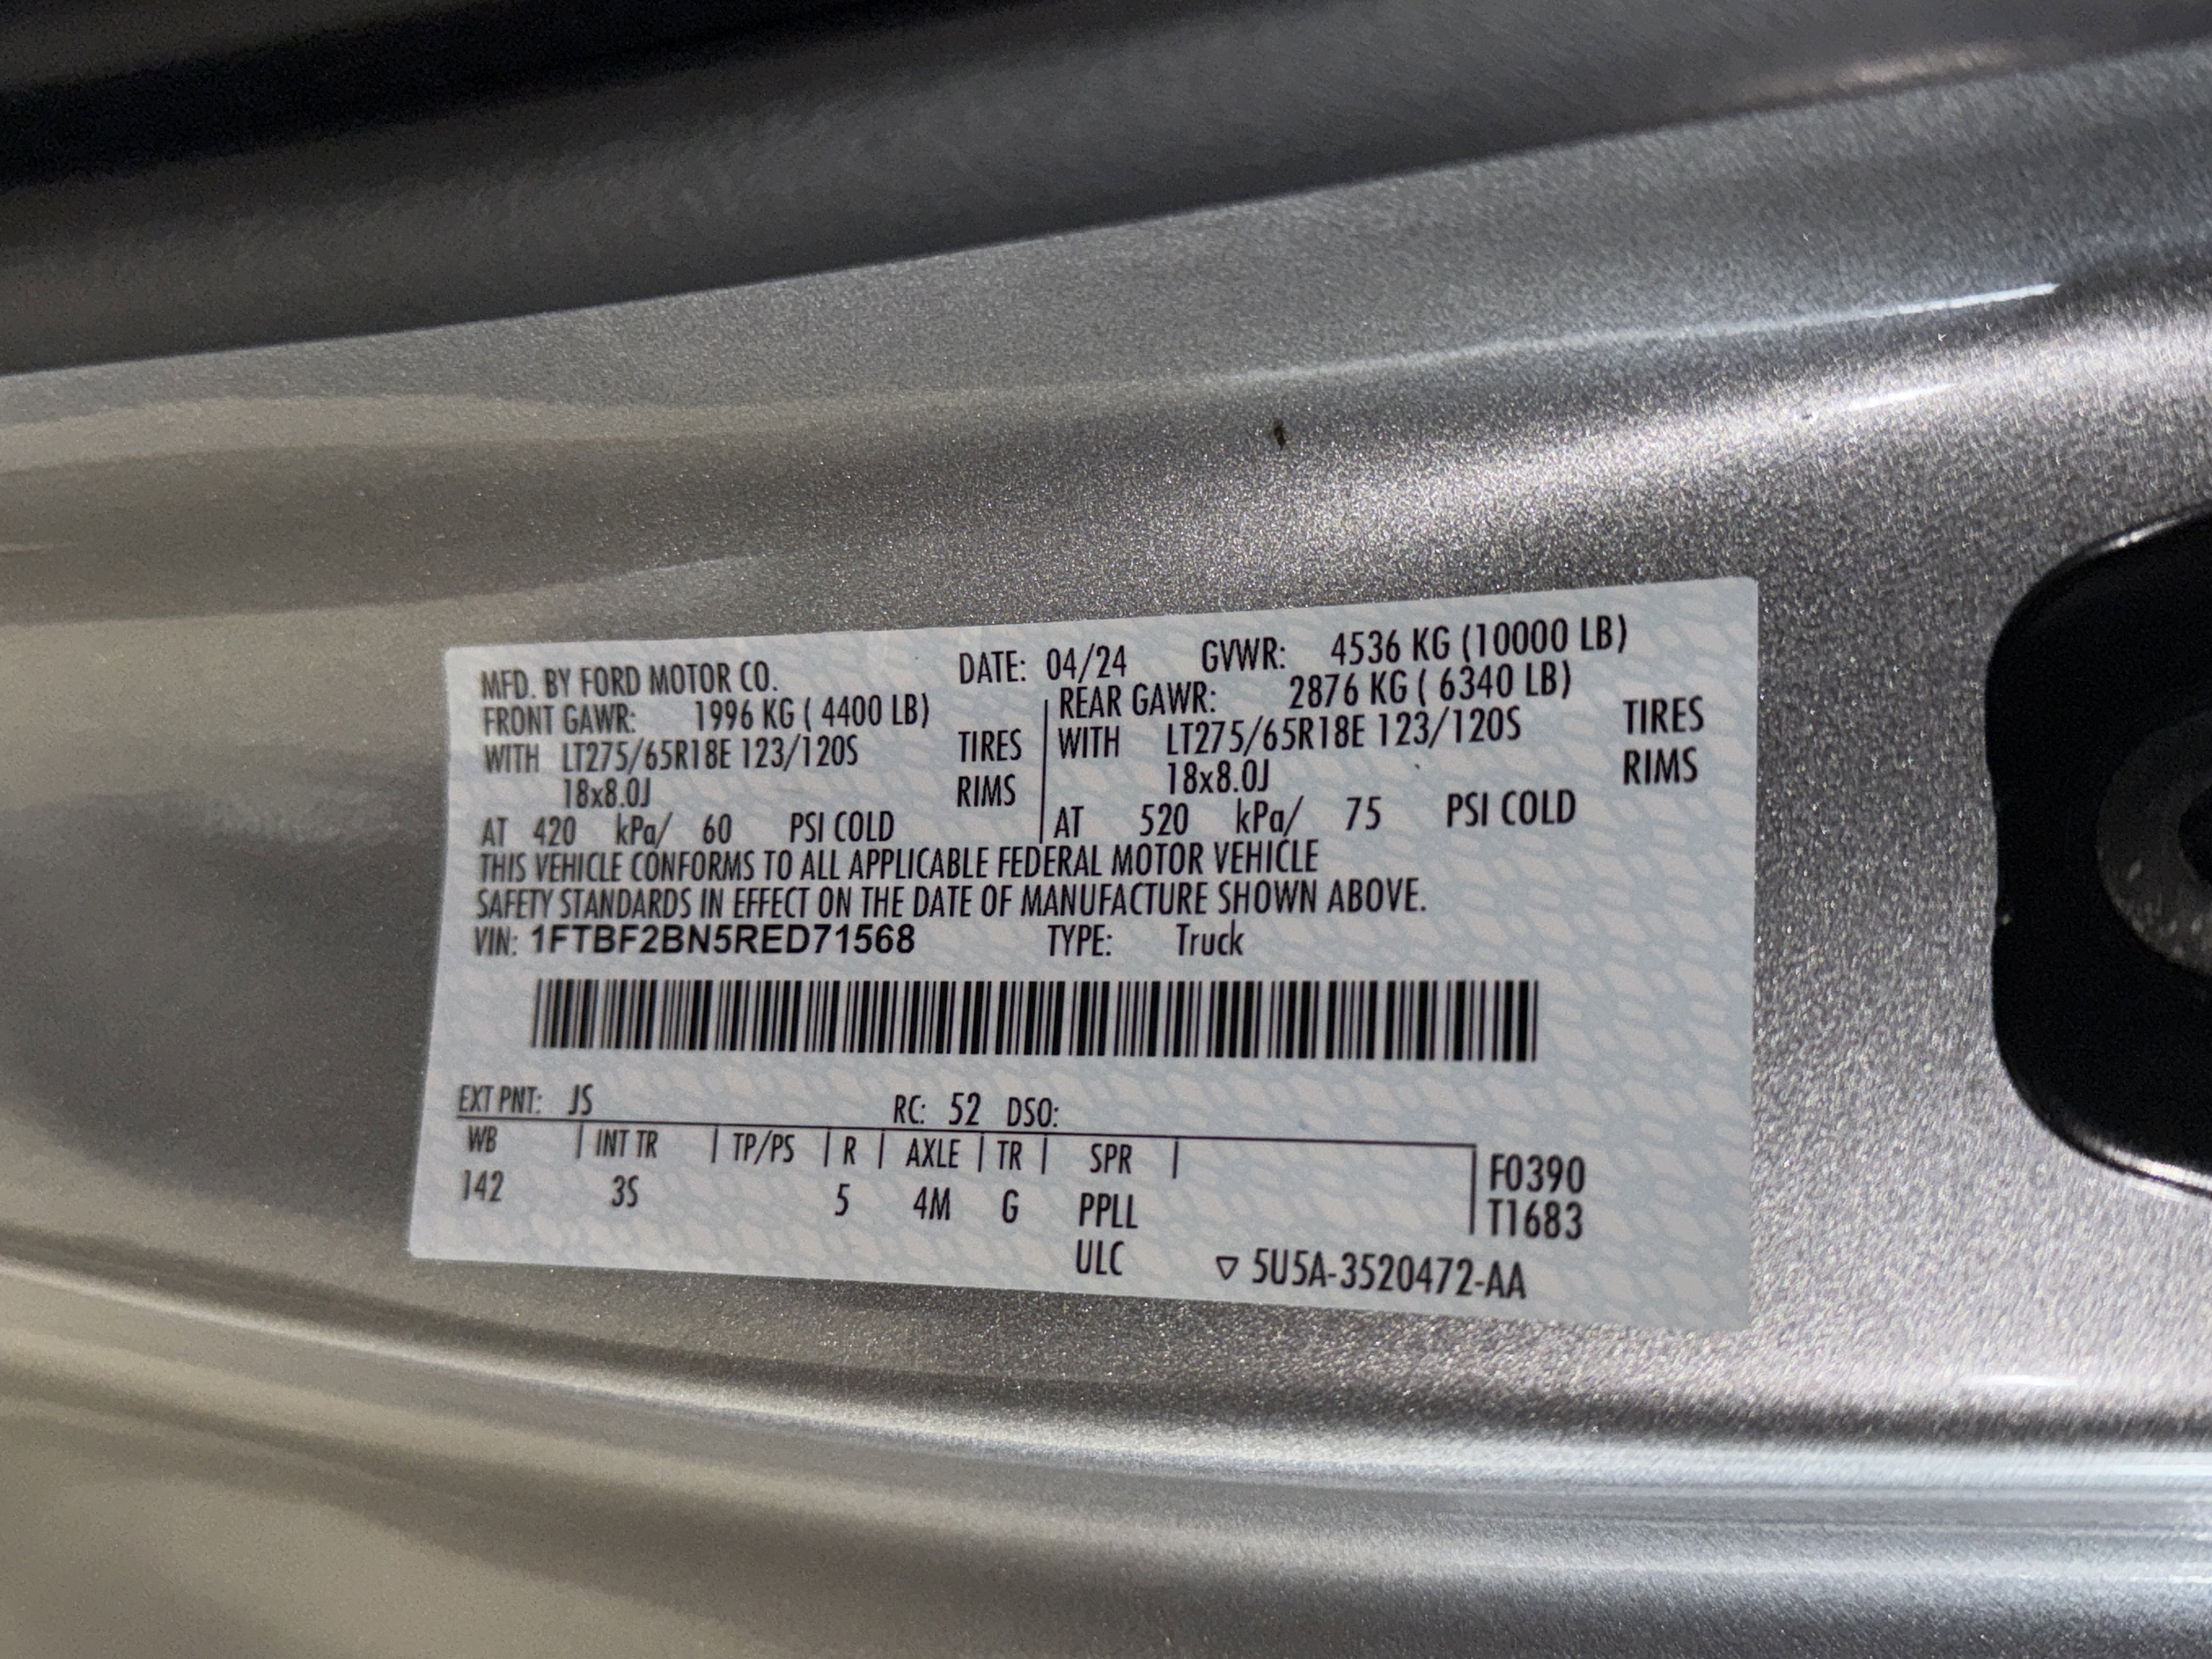 MFD. BY FORD MOTOR CO. DATE: 04/24 GVWR: 4536 KG (10000 LB)
FRONT GAWR: 1996 KG ( 4400 LB) REAR GAWR: 2876 KG ( 6340 LB)
WITH LT275/65R18E 123/120S TIRES WITH LT275/65R18E 123/120S TIRES
18x8.0J RIMS 18x8.0J RIMS
AT 420 kPa/ 60 PSI COLD AT 520 kPa/ 75 PSI COLD
THIS VEHICLE CONFORMS TO ALL APPLICABLE FEDERAL MOTOR VEHICLE
SAFETY STANDARDS IN EFFECT ON THE DATE OF MANUFACTURE SHOWN ABOVE.
VIN: 1FTBF2BN5RED71568 TYPE: Truck
EXT PNT: JS RC: 52 DSO:
WB INT TR TP/PS R AXLE TR SPR F0390
142 3S 5 4M G PPLL T1683
ULC 5U5A-3520472-AA